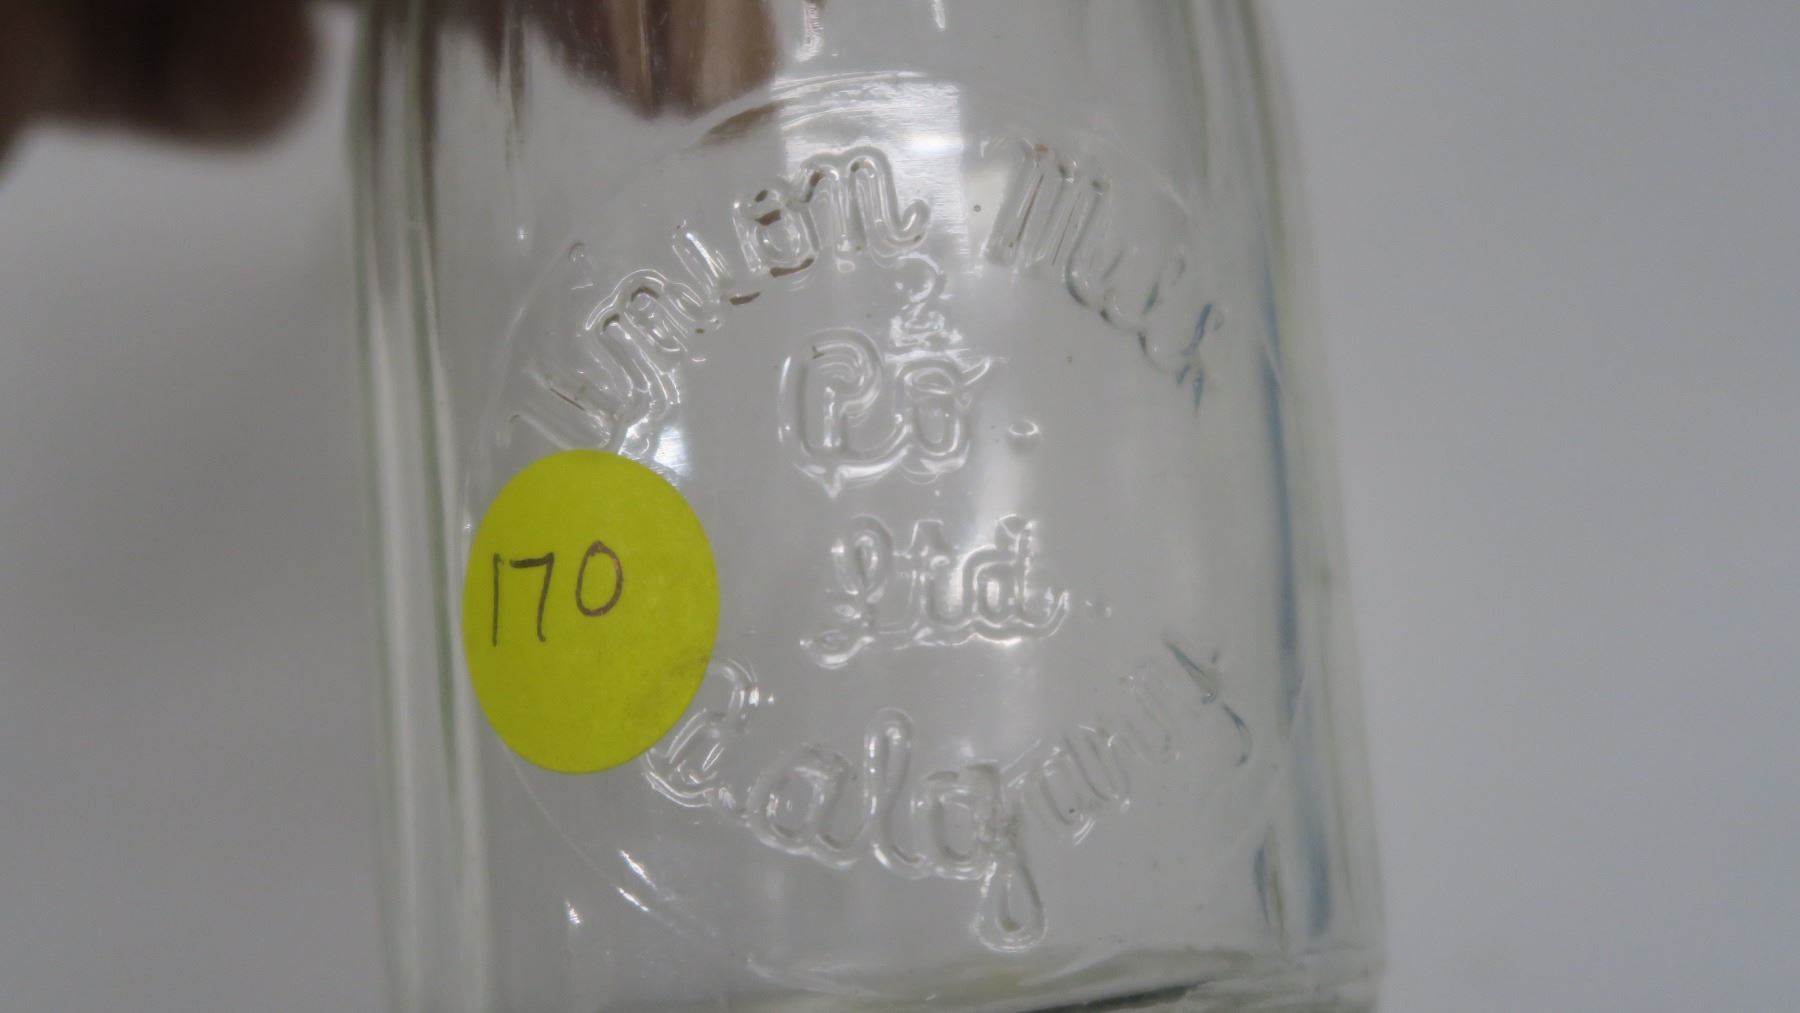 Union Milk
Co.
Ltd.
Calgary
170